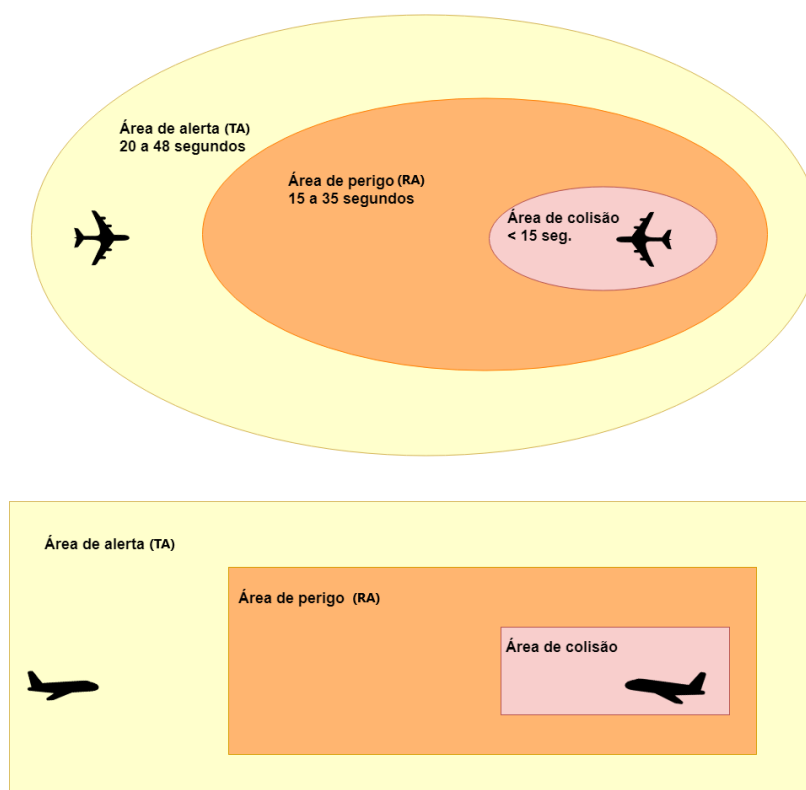 Área de alerta (TA)
20 a 48 segundos
Área de perigo (RA)
15 a 35 segundos
Área de colisão
< 15 seg.
Área de alerta (TA)
Área de perigo (RA)
Área de colisão